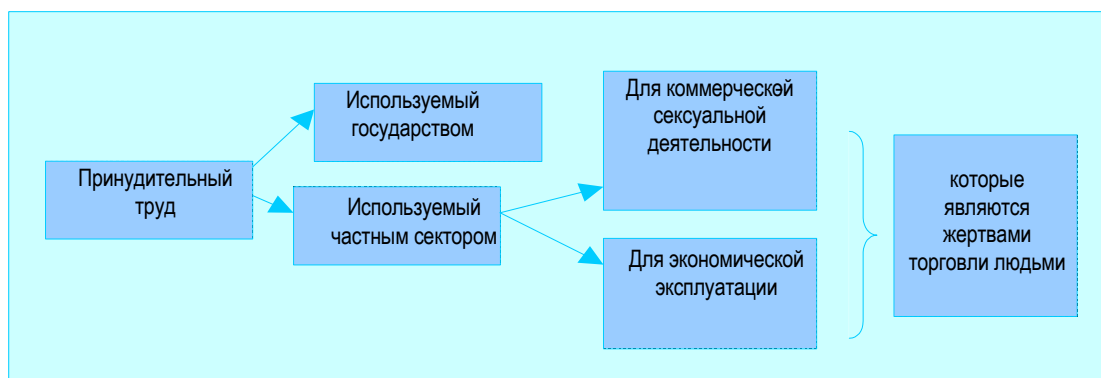 Принудительный
труд
Используемый
государством
Используемый
частным сектором
Для коммерческой
сексуальной
деятельности
Для экономической
эксплуатации
которые
являются
жертвами
торговли людьми